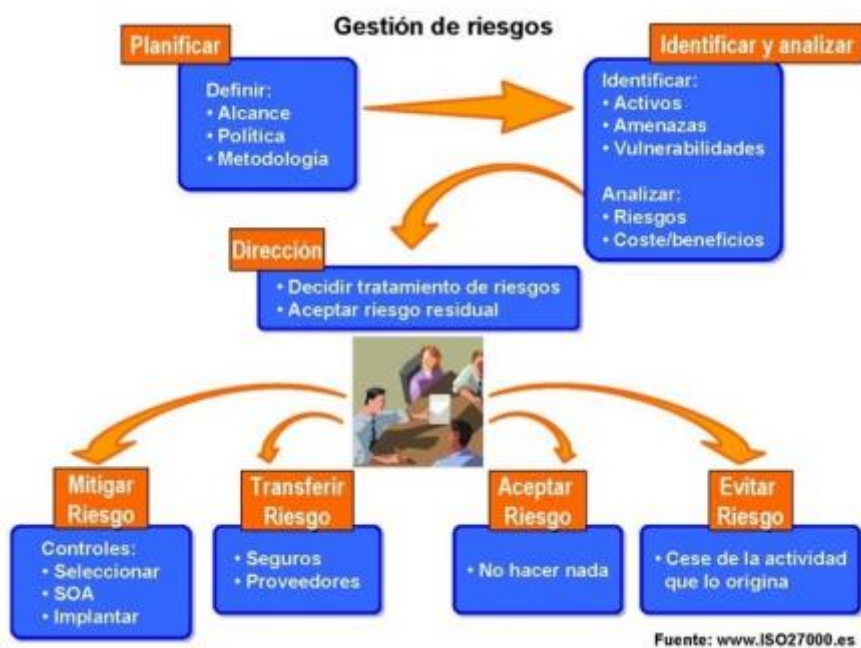 Gestión de riesgos
Planificar
Definir:
• Alcance
• Política
• Metodología
Identificar y analizar
Identificar:
• Activos
• Amenazas
• Vulnerabilidades
Analizar:
• Riesgos
• Coste/beneficios
Dirección
• Decidir tratamiento de riesgos
• Aceptar riesgo residual
Mitigar
Riesgo
Controles:
• Seleccionar
• SOA
• Implantar
Transferir
Riesgo
• Seguros
• Proveedores
Aceptar
Riesgo
• No hacer nada
Evitar
Riesgo
• Cese de la actividad
que lo origina
Fuente: www.ISO27000.es